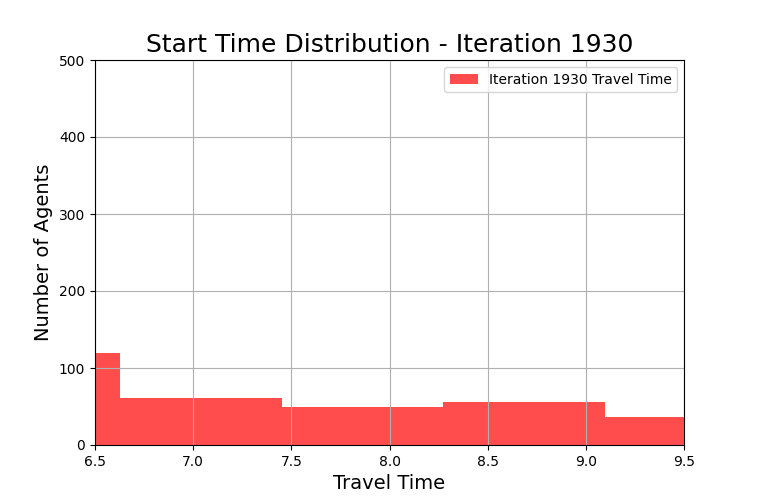 Start Time Distribution - Iteration 1930
Iteration 1930 Travel Time
Number of Agents
500
400
300
200
100
0
6.5 7.0 7.5 8.0 8.5 9.0 9.5
Travel Time